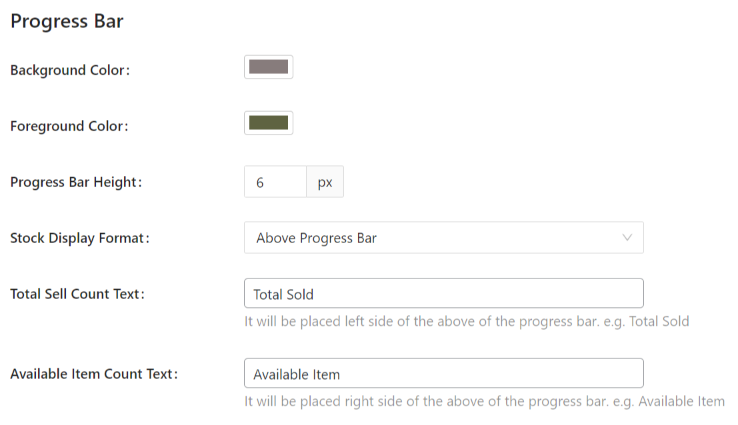 Progress Bar
Background Color:
Foreground Color:
Progress Bar Height: 6 px
Stock Display Format: Above Progress Bar
Total Sell Count Text: Total Sold
It will be placed left side of the above of the progress bar. e.g. Total Sold
Available Item Count Text: Available Item
It will be placed right side of the above of the progress bar. e.g. Available Item